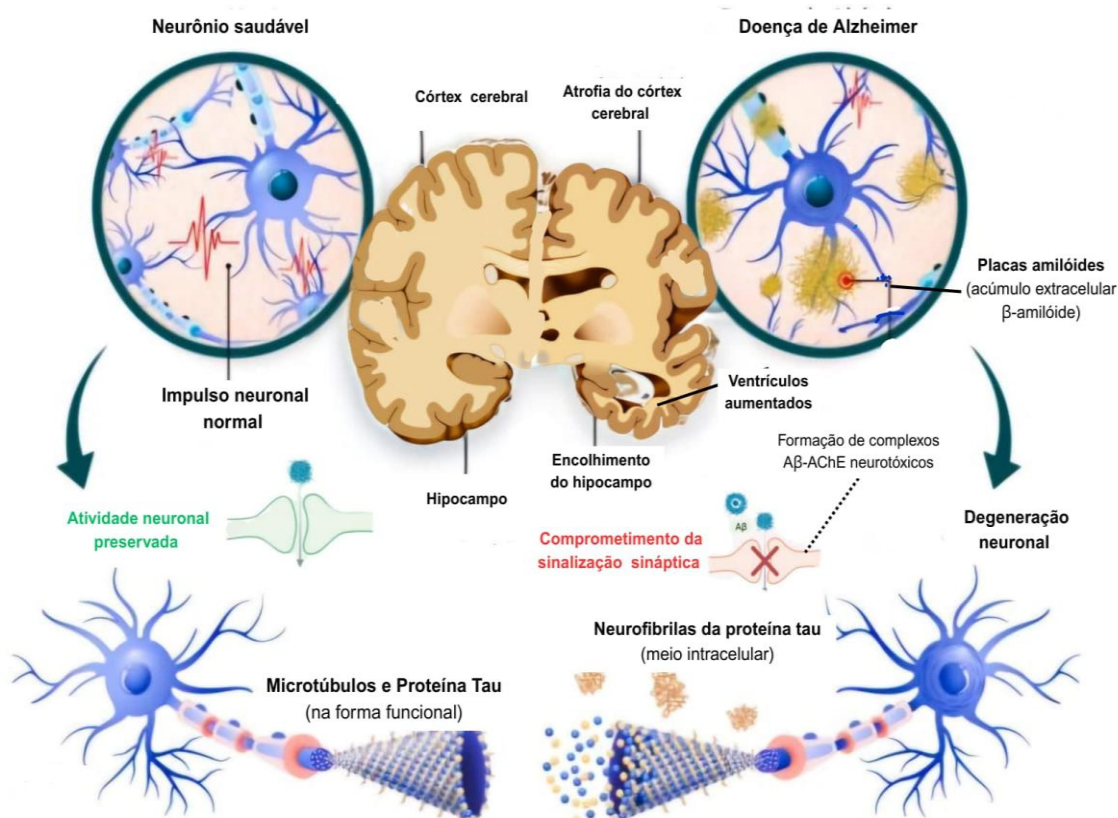 Neurônio saudável
Doença de Alzheimer
Córtex cerebral
Atrofia do córtex
cerebral
Placas amilóides
(acúmulo extracelular
β-amilóide)
Impulso neuronal
normal
Ventrículos
aumentados
Hipocampo
Encolhimento
do hipocampo
Formação de complexos
Aβ-AChE neurotóxicos
Atividade neuronal
preservada
Comprometimento da
sinalização sináptica
Aβ
Degeneração
neuronal
Microtúbulos e Proteína Tau
(na forma funcional)
Neurofibrilas da proteína tau
(meio intracelular)